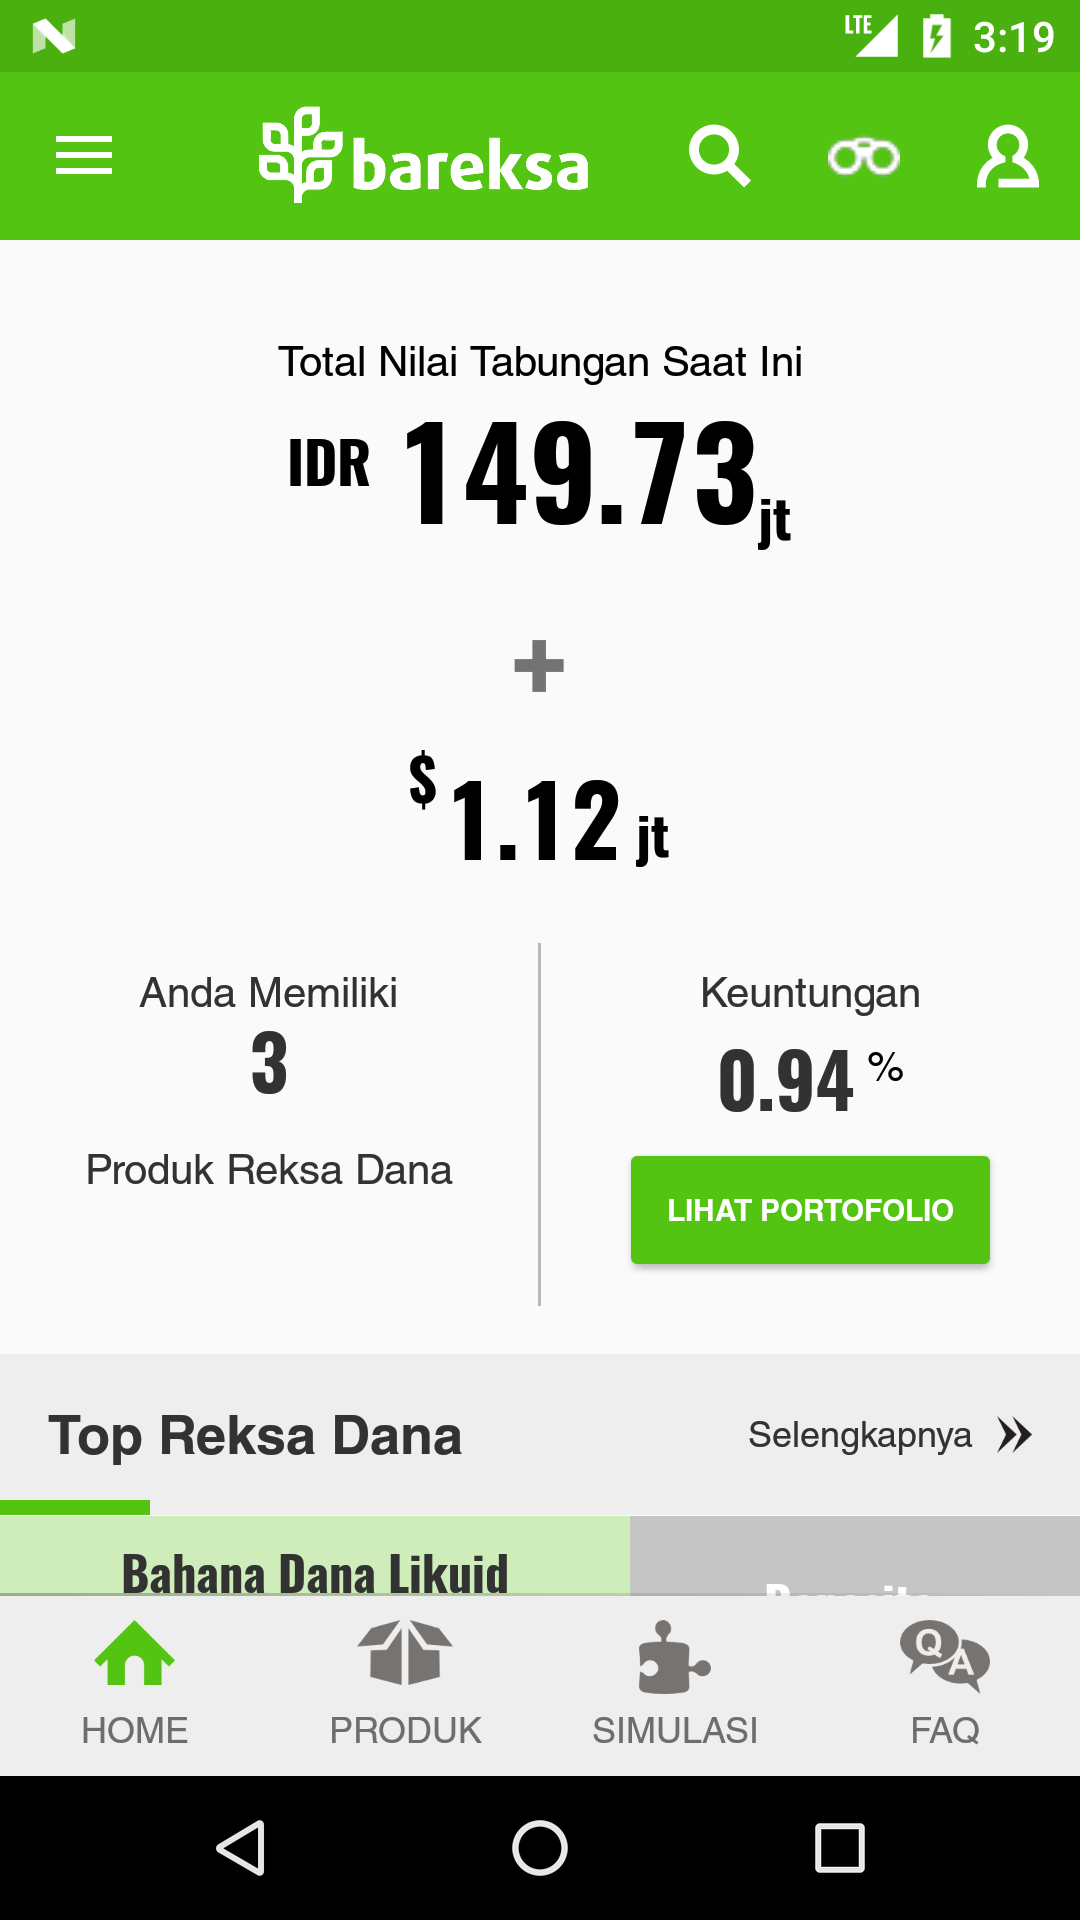 LTE 3:19
bareksa
Total Nilai Tabungan Saat Ini
IDR 149.73 jt
+
$ 1.12 jt
Anda Memiliki
3
Produk Reksa Dana
Keuntungan
0.94 %
LIHAT PORTOFOLIO
Top Reksa Dana
Selengkapnya
Bahana Dana Likuid
Q A
HOME PRODUK SIMULASI FAQ